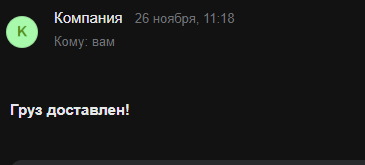 К
Компания 26 ноября, 11:18
Кому: вам
Груз доставлен!